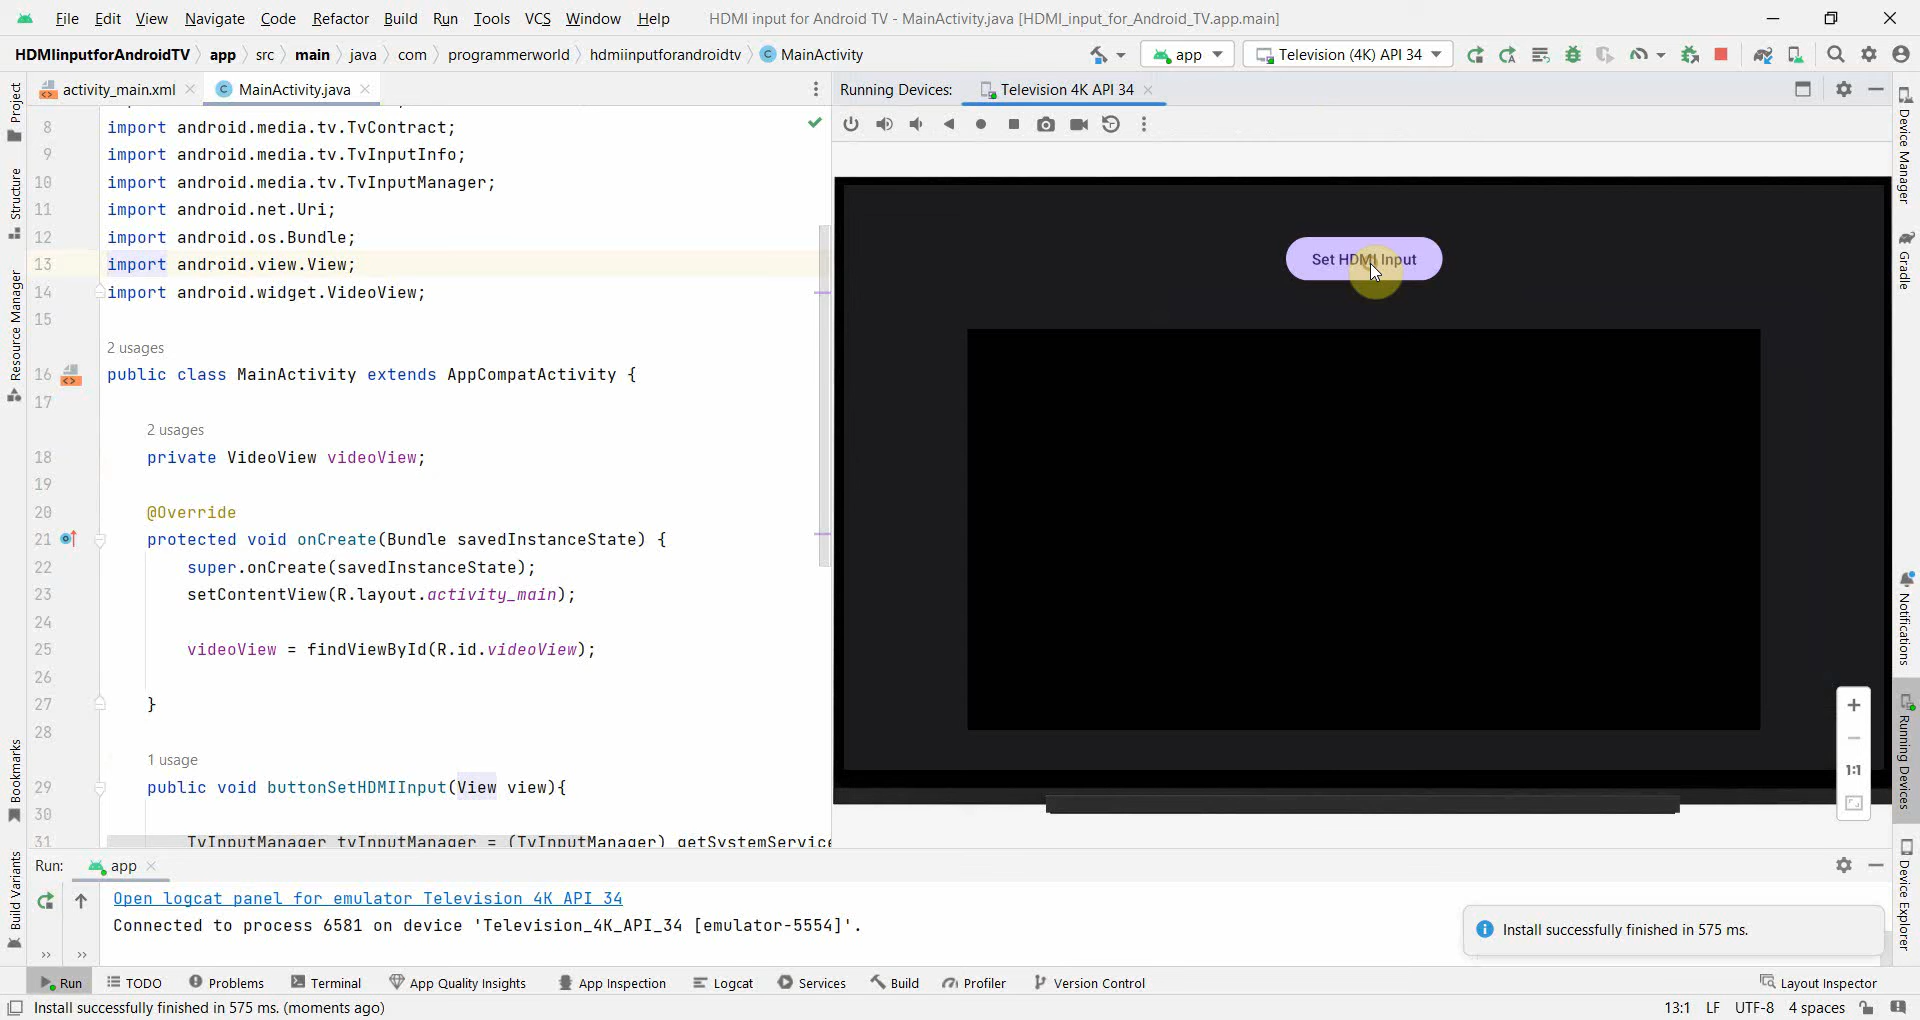 File Edit View Navigate Code Refactor Build Run Tools VCS Window Help HDMI input for Android TV - MainActivity.java [HDMI_input_for_Android_TV.app.main]
HDMIinputforAndroidTV app src main java com programmerworld hdmiinputforandroidtv MainActivity app Television (4K) API 34
activity_main.xml MainActivity.java Running Devices: Television 4K API 34
Project
Structure
Resource Manager
Bookmarks
Build Variants
8 import android.media.tv.TvContract;
9 import android.media.tv.TvInputInfo;
10 import android.media.tv.TvInputManager;
11 import android.net.Uri;
12 import android.os.Bundle;
13 import android.view.View;
14 import android.widget.VideoView;
15
2 usages
16 public class MainActivity extends AppCompatActivity {
17
2 usages
18 private VideoView videoView;
19
20 @Override
21 protected void onCreate(Bundle savedInstanceState) {
22 super.onCreate(savedInstanceState);
23 setContentView(R.layout.activity_main);
24
25 videoView = findViewById(R.id.videoView);
26
27 }
28
1 usage
29 public void buttonSetHDMIInput(View view){
30
31 TvInputManager tvInputManager = (TvInputManager) getSystemService
Set HDMI Input
1:1
Device Manager
Gradle
Notifications
Running Devices
Device Explorer
Run: app
Open logcat panel for emulator Television 4K API 34
Connected to process 6581 on device 'Television_4K_API_34 [emulator-5554]'.
Install successfully finished in 575 ms.
Run TODO Problems Terminal App Quality Insights App Inspection Logcat Services Build Profiler Version Control Layout Inspector
Install successfully finished in 575 ms. (moments ago) 13:1 LF UTF-8 4 spaces